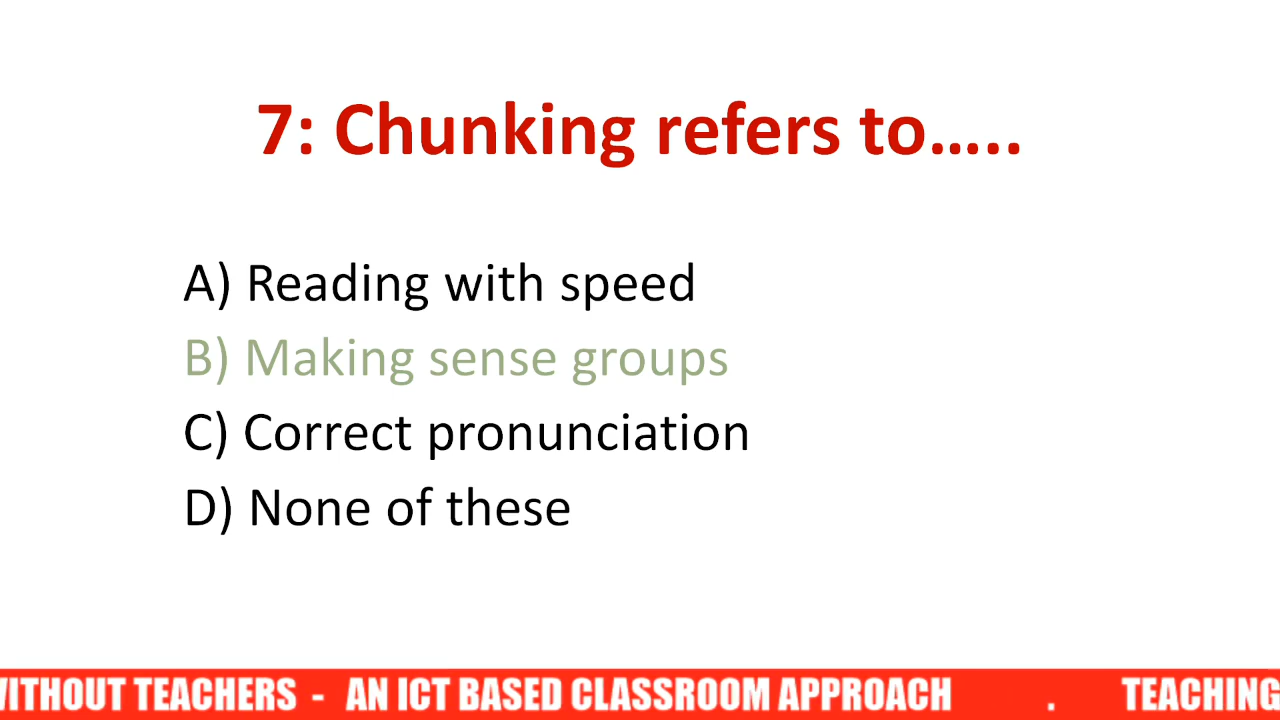 7: Chunking refers to…..
A) Reading with speed
B) Making sense groups
C) Correct pronunciation
D) None of these
WITHOUT TEACHERS - AN ICT BASED CLASSROOM APPROACH . TEACHING